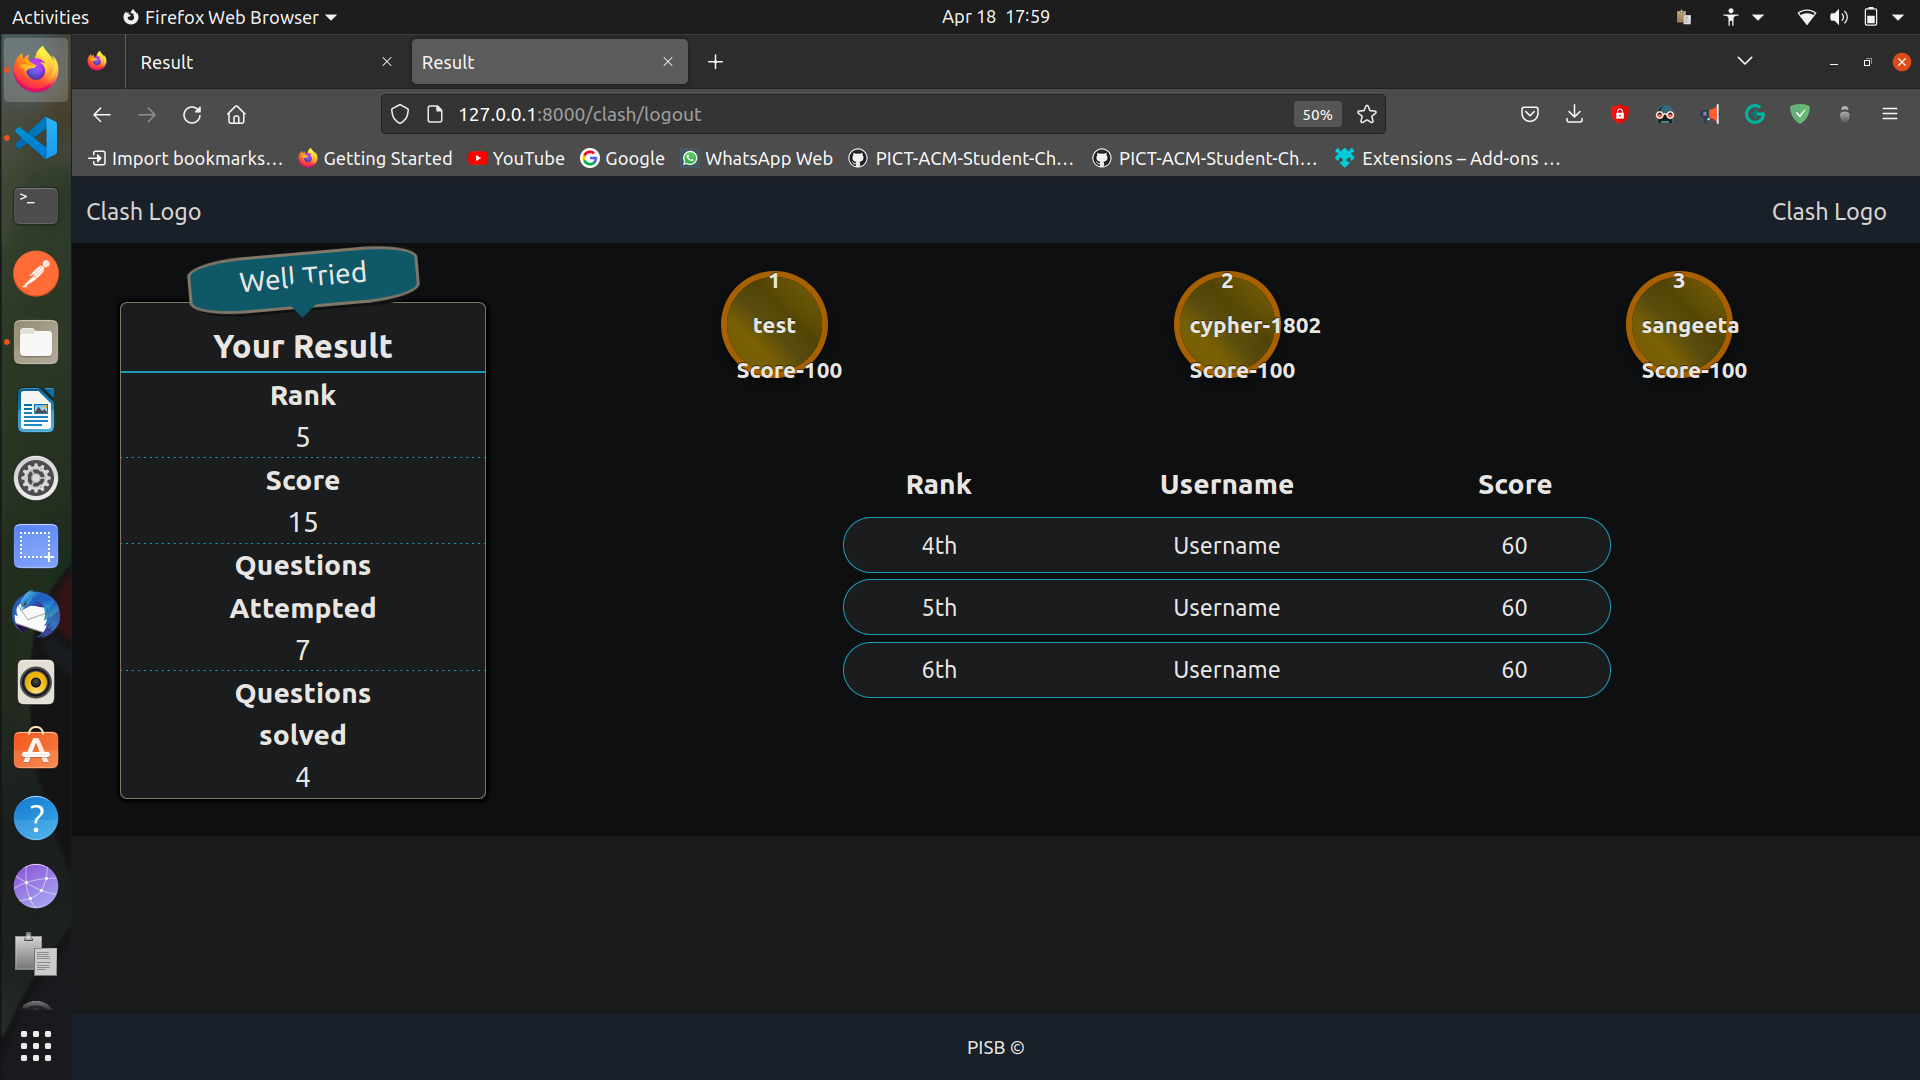 Activities
Firefox Web Browser
Apr 18 17:59
Result
Result
127.0.0.1:8000/clash/logout
50%
Import bookmarks...
Getting Started
YouTube
Google
WhatsApp Web
PICT-ACM-Student-Ch...
PICT-ACM-Student-Ch...
Extensions – Add-ons ...
Clash Logo
Clash Logo
Well Tried
Your Result
Rank
5
Score
15
Questions
Attempted
7
Questions
solved
4
1
test
Score-100
2
cypher-1802
Score-100
3
sangeeta
Score-100
Rank Username Score
4th Username 60
5th Username 60
6th Username 60
PISB ©